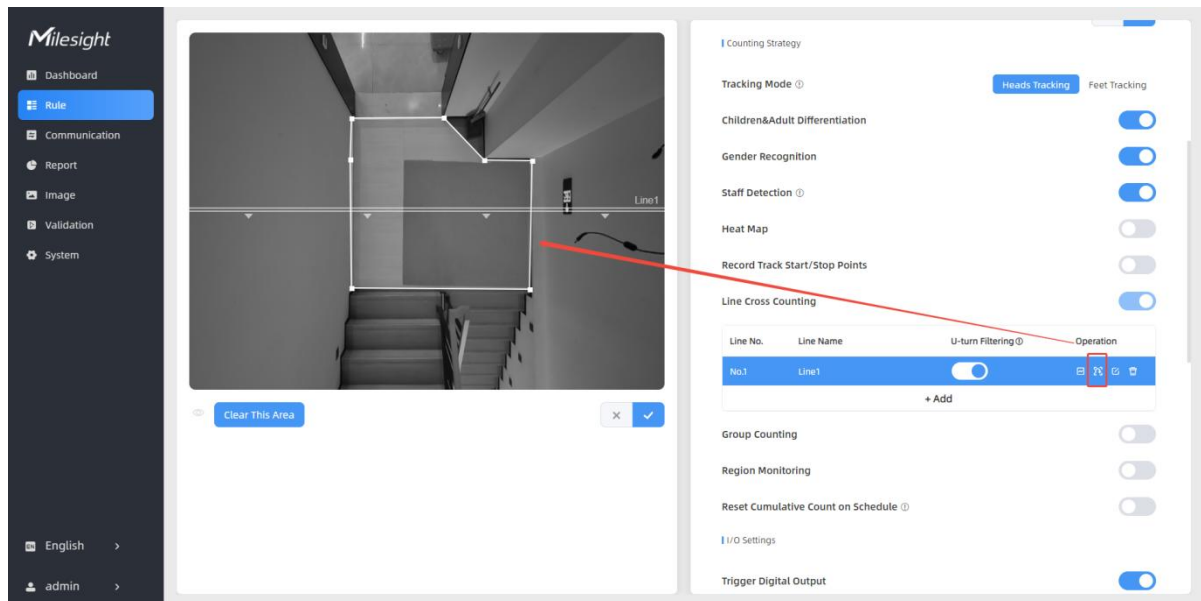 Milesight
Dashboard
Rule
Communication
Report
Image
Validation
System
English
admin
Line1
Clear This Area
Counting Strategy
Tracking Mode
Heads Tracking Feet Tracking
Children&Adult Differentiation
Gender Recognition
Staff Detection
Heat Map
Record Track Start/Stop Points
Line Cross Counting
Line No. Line Name U-turn Filtering Operation
No.1 Line1
+ Add
Group Counting
Region Monitoring
Reset Cumulative Count on Schedule
I/O Settings
Trigger Digital Output